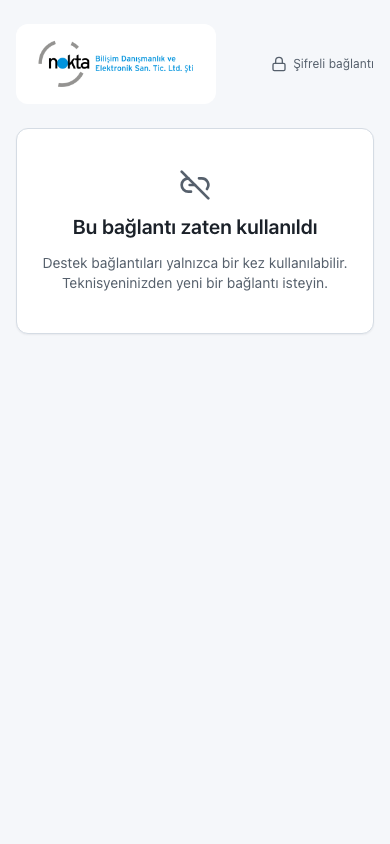 nokta
Bilişim Danışmanlık ve
Elektronik San. Tic. Ltd. Şti
Şifreli bağlantı
Bu bağlantı zaten kullanıldı
Destek bağlantıları yalnızca bir kez kullanılabilir.
Teknisyeninizden yeni bir bağlantı isteyin.